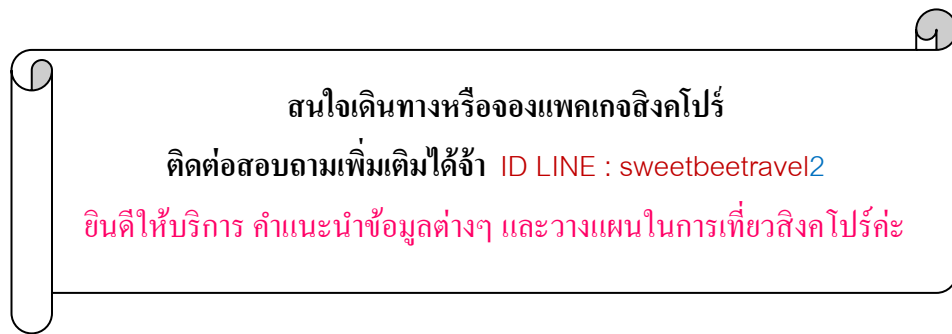 สนใจเดินทางหรือจองแพคเกจสิงคโปร์
ติดต่อสอบถามเพิ่มเติมได้จ้า ID LINE : sweetbeetravel2
ยินดีให้บริการ คำแนะนำข้อมูลต่างๆ และวางแผนในการเที่ยวสิงคโปร์ค่ะ